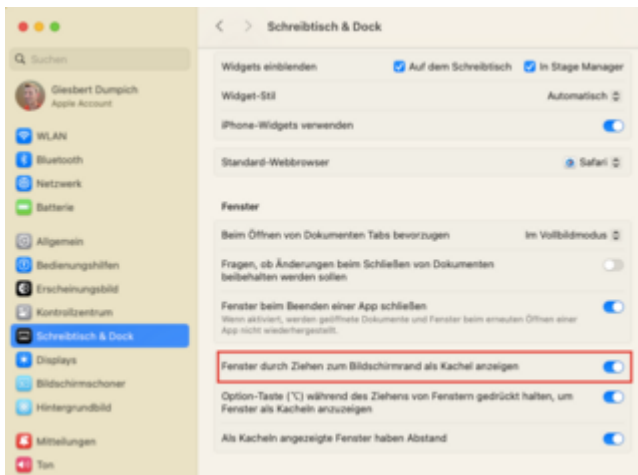 Schreibtisch & Dock
Suchen
Giesbert Dumpich
Apple Account
WLAN
Bluetooth
Netzwerk
Batterie
Allgemein
Bedienungshilfen
Erscheinungsbild
Kontrollzentrum
Schreibtisch & Dock
Displays
Bildschirmschoner
Hintergrundbild
Mitteilungen
Ton
Widgets einblenden Auf dem Schreibtisch In Stage Manager
Widget-Stil Automatisch
iPhone-Widgets verwenden
Standard-Webbrowser Safari
Fenster
Beim Öffnen von Dokumenten Tabs bevorzugen Im Vollbildmodus
Fragen, ob Änderungen beim Schließen von Dokumenten
beibehalten werden sollen
Fenster beim Beenden einer App schließen
Wenn aktiviert, werden geöffnete Dokumente und Fenster beim erneuten Öffnen einer
App nicht wiederhergestellt.
Fenster durch Ziehen zum Bildschirmrand als Kachel anzeigen
Option-Taste (⌥) während des Ziehens von Fenstern gedrückt halten, um
Fenster als Kacheln anzuzeigen
Als Kacheln angezeigte Fenster haben Abstand